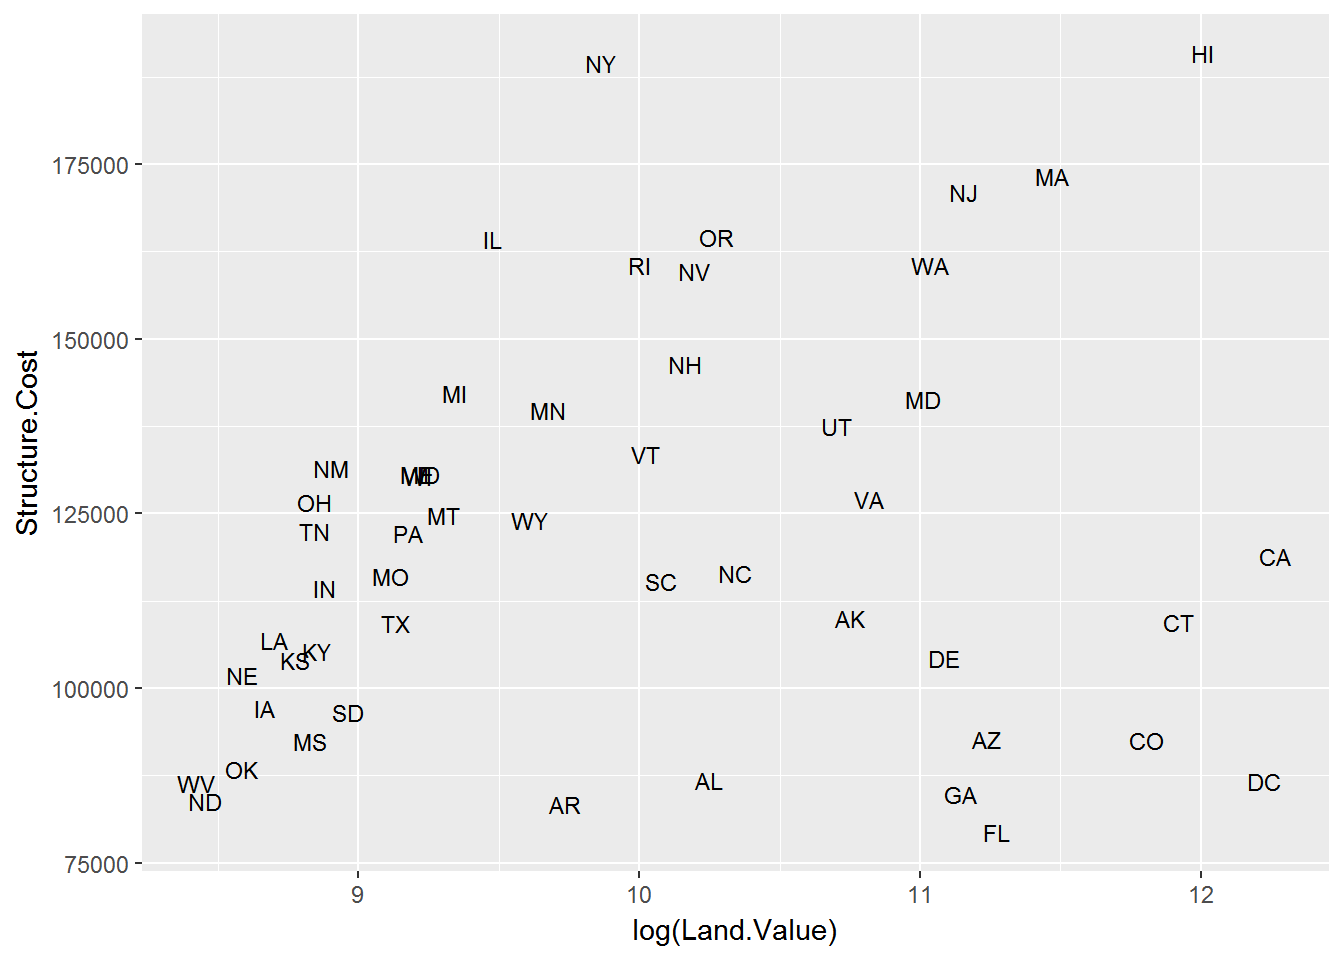 NY
HI
175000
MA
NJ
IL
OR
RI
NV
WA
150000
NH
MI
MN
MD
UT
VT
NM
ID
OH
VA
125000
MT
WY
TN
PA
CA
MO
NC
SC
IN
AK
TX
CT
LA
KY
DE
KS
NE
100000
IA
SD
MS
AZ
CO
OK
WV
AL
DC
ND
AR
GA
FL
75000
9
10
11
12
log(Land.Value)
Structure.Cost